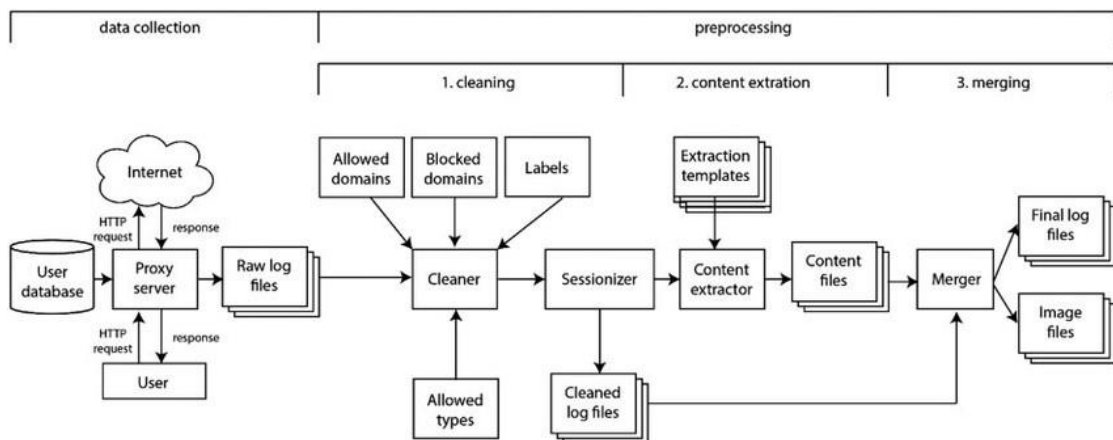 data collection
preprocessing
1. cleaning
2. content extration
3. merging
Internet
Allowed
domains
Blocked
domains
Labels
Extraction
templates
HTTP
request
response
User
database
Proxy
server
Raw log
files
Cleaner
Sessionizer
Content
extractor
Content
files
Merger
Final log
files
Image
files
HTTP
request
response
User
Allowed
types
Cleaned
log files